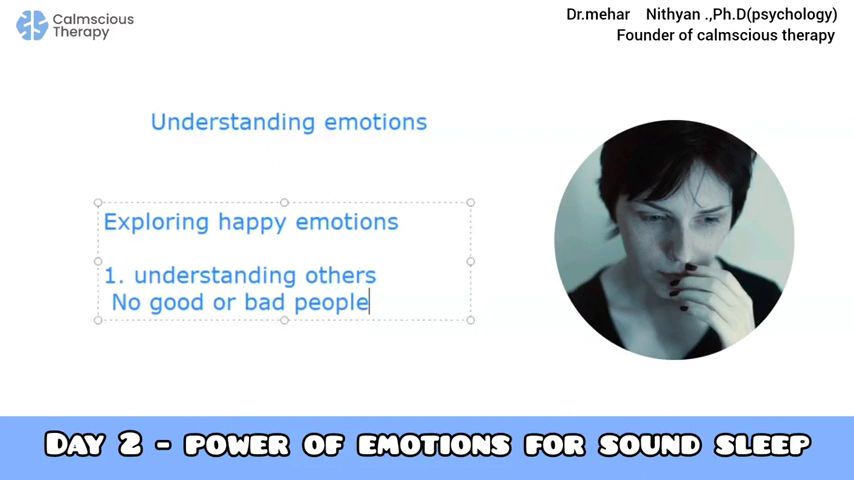 Calmscious
Therapy
Dr.mehar Nithyan .,Ph.D(psychology)
Founder of calmscious therapy
Understanding emotions
Exploring happy emotions
1. understanding others
No good or bad people
DAY 2 - POWER OF EMOTIONS FOR SOUND SLEEP